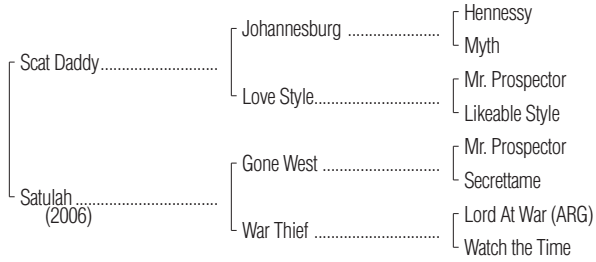 Hennessy
Johannesburg ....................
Myth
Scat Daddy...........................
Mr. Prospector
Love Style............................
Likeable Style
Mr. Prospector
Gone West .........................
Secrettame
Satulah .................................
(2006)
Lord At War (ARG)
War Thief ...........................
Watch the Time